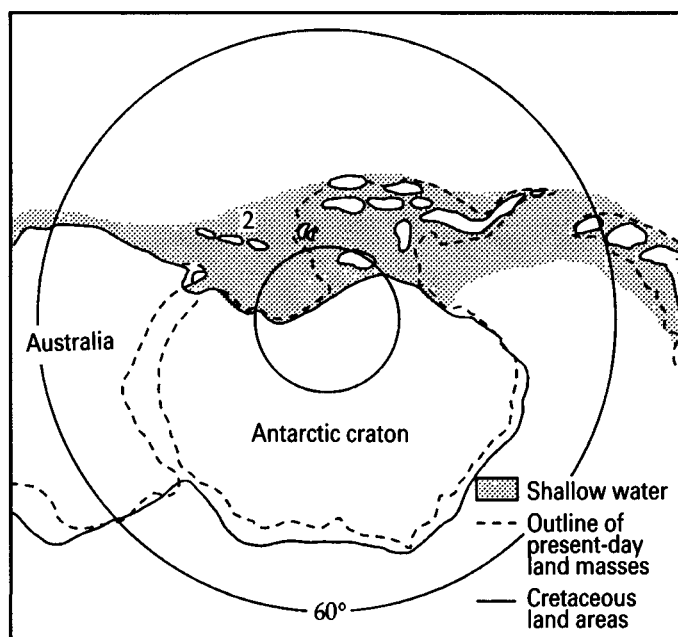 2
Australia
Antarctic craton
Shallow water
Outline of
present-day
land masses
Cretaceous
land areas
60°